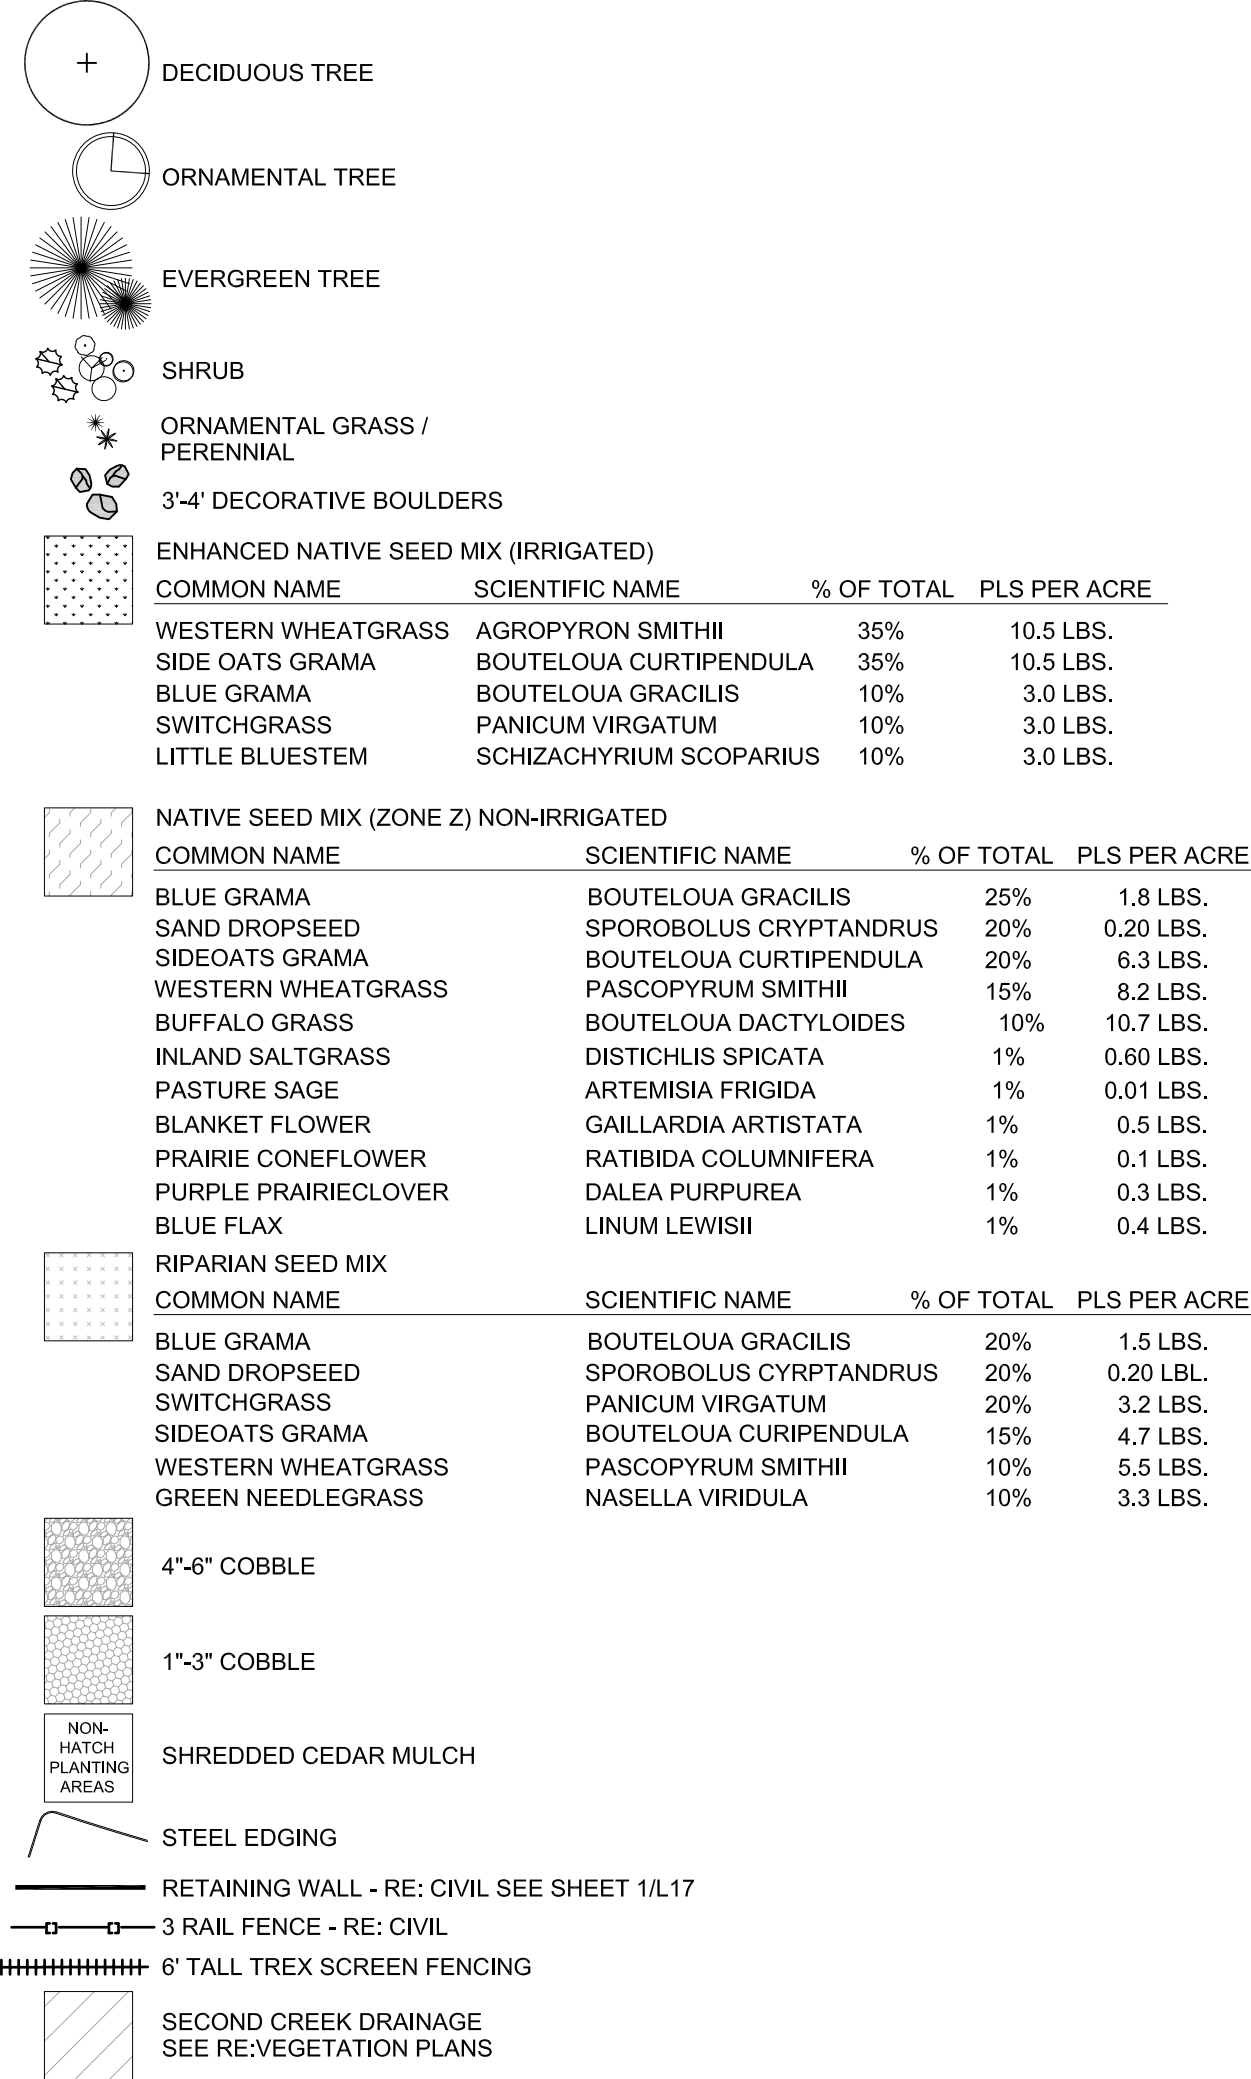 DECIDUOUS TREE
ORNAMENTAL TREE
EVERGREEN TREE
SHRUB
ORNAMENTAL GRASS /
PERENNIAL
3'-4' DECORATIVE BOULDERS
ENHANCED NATIVE SEED MIX (IRRIGATED)
COMMON NAME SCIENTIFIC NAME % OF TOTAL PLS PER ACRE
WESTERN WHEATGRASS AGROPYRON SMITHII 35% 10.5 LBS.
SIDE OATS GRAMA BOUTELOUA CURTIPENDULA 35% 10.5 LBS.
BLUE GRAMA BOUTELOUA GRACILIS 10% 3.0 LBS.
SWITCHGRASS PANICUM VIRGATUM 10% 3.0 LBS.
LITTLE BLUESTEM SCHIZACHYRIUM SCOPARIUS 10% 3.0 LBS.
NATIVE SEED MIX (ZONE Z) NON-IRRIGATED
COMMON NAME SCIENTIFIC NAME % OF TOTAL PLS PER ACRE
BLUE GRAMA BOUTELOUA GRACILIS 25% 1.8 LBS.
SAND DROPSEED SPOROBOLUS CRYPTANDRUS 20% 0.20 LBS.
SIDEOATS GRAMA BOUTELOUA CURTIPENDULA 20% 6.3 LBS.
WESTERN WHEATGRASS PASCOPYRUM SMITHII 15% 8.2 LBS.
BUFFALO GRASS BOUTELOUA DACTYLOIDES 10% 10.7 LBS.
INLAND SALTGRASS DISTICHLIS SPICATA 1% 0.60 LBS.
PASTURE SAGE ARTEMISIA FRIGIDA 1% 0.01 LBS.
BLANKET FLOWER GAILLARDIA ARTISTATA 1% 0.5 LBS.
PRAIRIE CONEFLOWER RATIBIDA COLUMNIFERA 1% 0.1 LBS.
PURPLE PRAIRIECLOVER DALEA PURPUREA 1% 0.3 LBS.
BLUE FLAX LINUM LEWISII 1% 0.4 LBS.
RIPARIAN SEED MIX
COMMON NAME SCIENTIFIC NAME % OF TOTAL PLS PER ACRE
BLUE GRAMA BOUTELOUA GRACILIS 20% 1.5 LBS.
SAND DROPSEED SPOROBOLUS CYRPTANDRUS 20% 0.20 LBL.
SWITCHGRASS PANICUM VIRGATUM 20% 3.2 LBS.
SIDEOATS GRAMA BOUTELOUA CURIPENDULA 15% 4.7 LBS.
WESTERN WHEATGRASS PASCOPYRUM SMITHII 10% 5.5 LBS.
GREEN NEEDLEGRASS NASELLA VIRIDULA 10% 3.3 LBS.
4"-6" COBBLE
1"-3" COBBLE
NON-
HATCH
PLANTING
AREAS
SHREDDED CEDAR MULCH
STEEL EDGING
RETAINING WALL - RE: CIVIL SEE SHEET 1/L17
3 RAIL FENCE - RE: CIVIL
6' TALL TREX SCREEN FENCING
SECOND CREEK DRAINAGE
SEE RE:VEGETATION PLANS